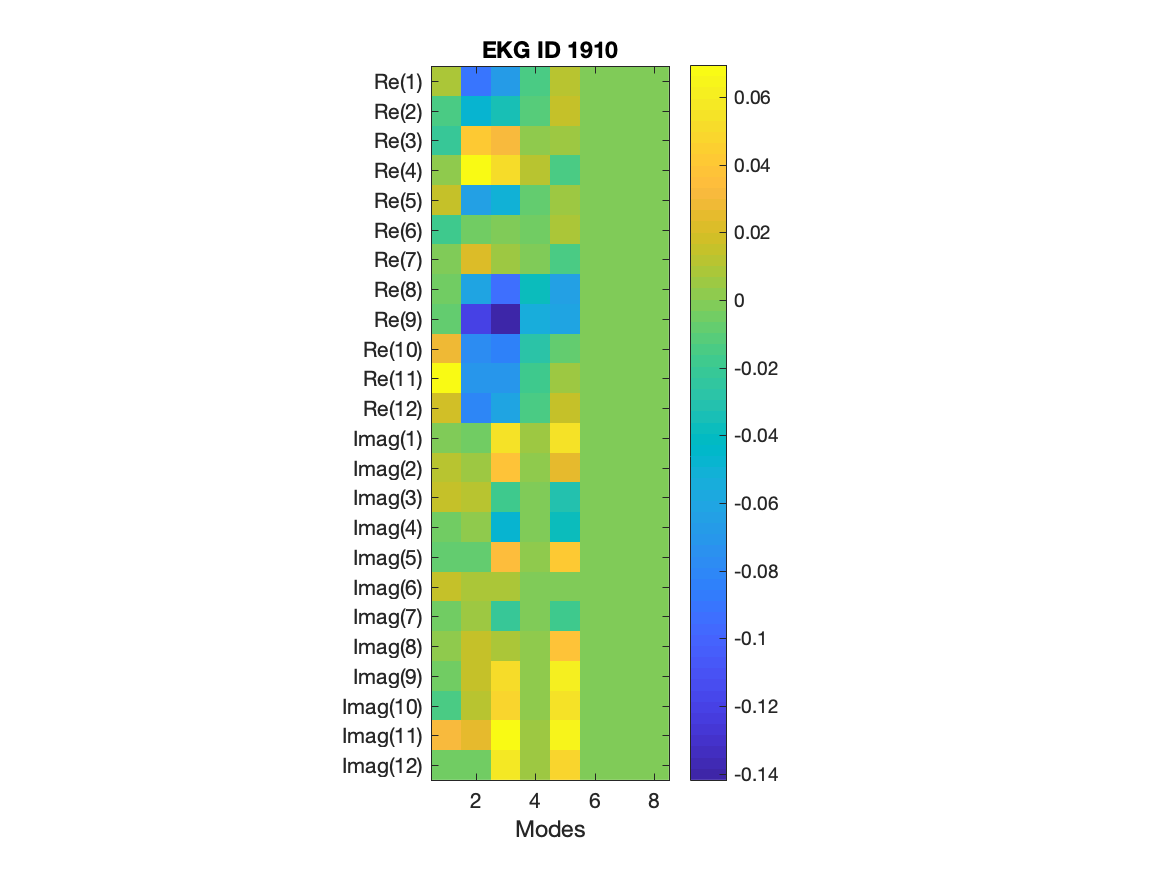 EKG ID 1910
Re(1)
Re(2)
Re(3)
Re(4)
Re(5)
Re(6)
Re(7)
Re(8)
Re(9)
Re(10)
Re(11)
Re(12)
Imag(1)
Imag(2)
Imag(3)
Imag(4)
Imag(5)
Imag(6)
Imag(7)
Imag(8)
Imag(9)
Imag(10)
Imag(11)
Imag(12)
2 4 6 8
Modes
0.06
0.04
0.02
0
-0.02
-0.04
-0.06
-0.08
-0.1
-0.12
-0.14